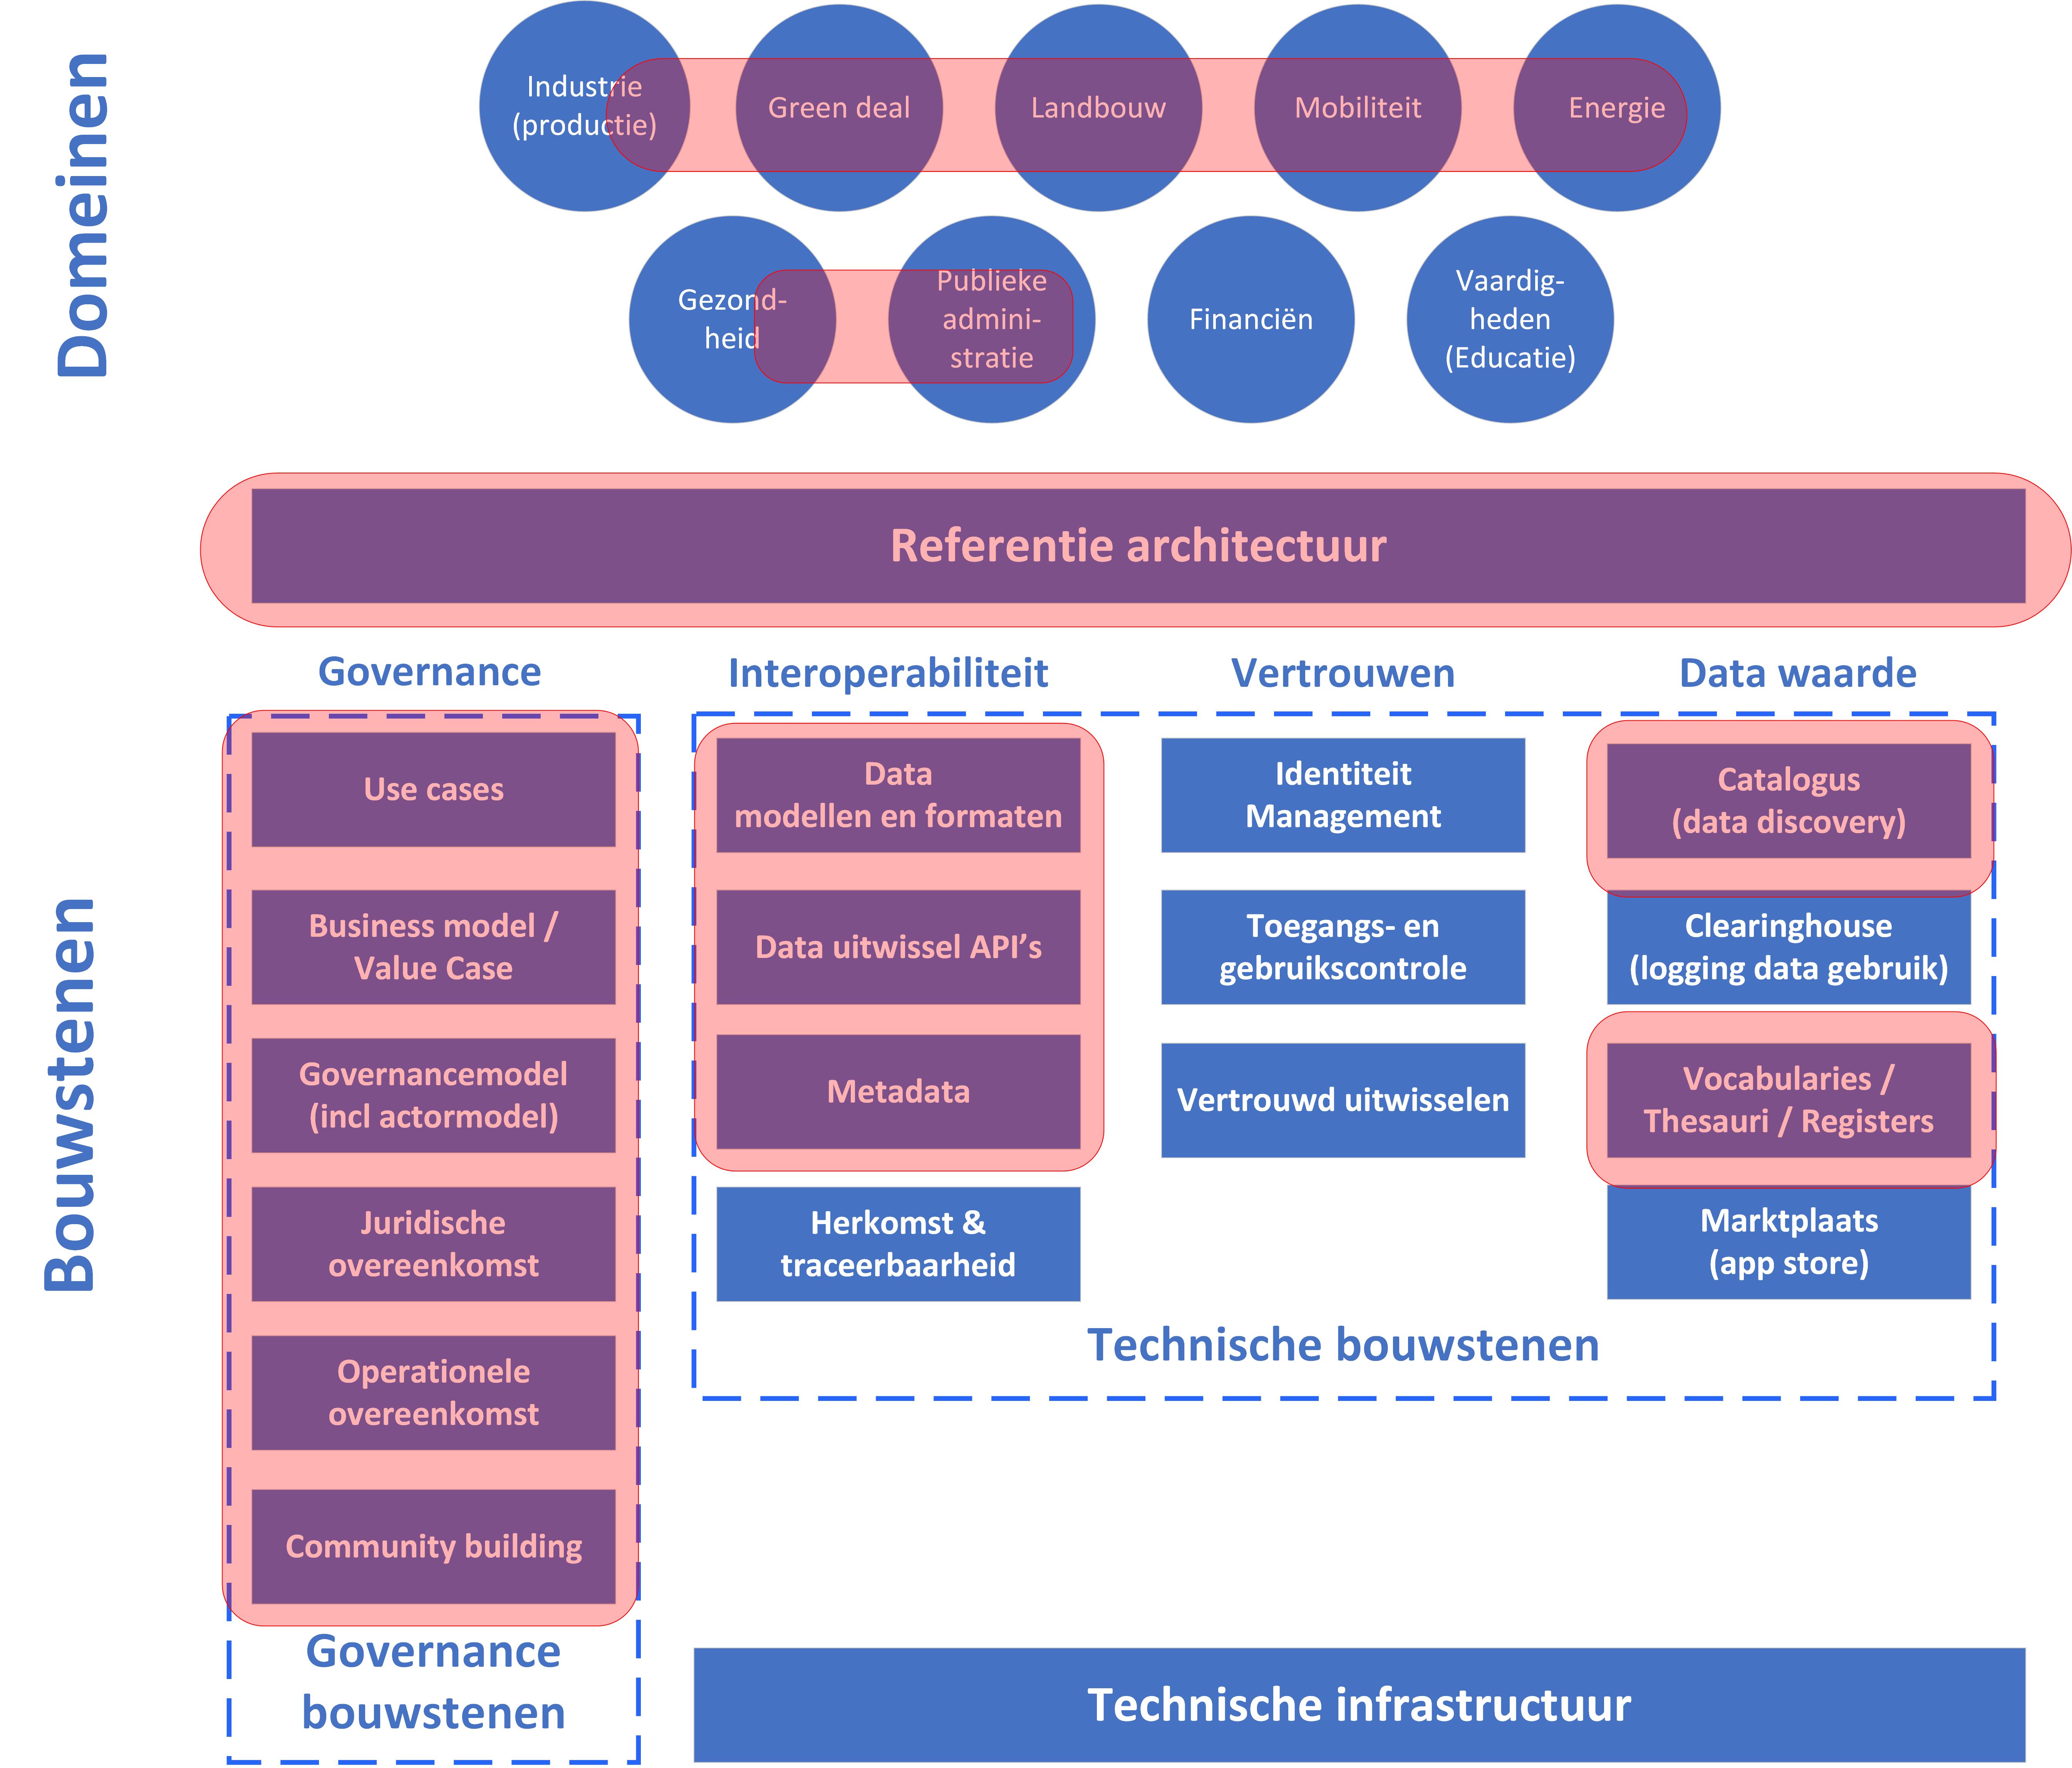 Domeinen
Industrie
(productie)
Green deal
Landbouw
Mobiliteit
Energie
Gezond-
heid
Publieke
admini-
stratie
Financiën
Vaardig-
heden
(Educatie)
Referentie architectuur
Bouwstenen
Governance
Use cases
Business model /
Value Case
Governancemodel
(incl actormodel)
Juridische
overeenkomst
Operationele
overeenkomst
Community building
Governance
bouwstenen
Interoperabiliteit
Data
modellen en formaten
Data uitwissel API's
Metadata
Herkomst &
traceerbaarheid
Vertrouwen
Identiteit
Management
Toegangs- en
gebruikscontrole
Vertrouwd uitwisselen
Data waarde
Catalogus
(data discovery)
Clearinghouse
(logging data gebruik)
Vocabularies /
Thesauri / Registers
Marktplaats
(app store)
Technische bouwstenen
Technische infrastructuur